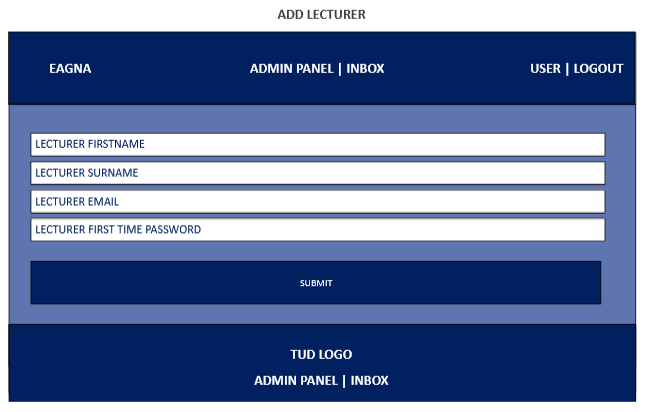 ADD LECTURER
EAGNA ADMIN PANEL | INBOX USER | LOGOUT
LECTURER FIRSTNAME
LECTURER SURNAME
LECTURER EMAIL
LECTURER FIRST TIME PASSWORD
SUBMIT
TUD LOGO
ADMIN PANEL | INBOX